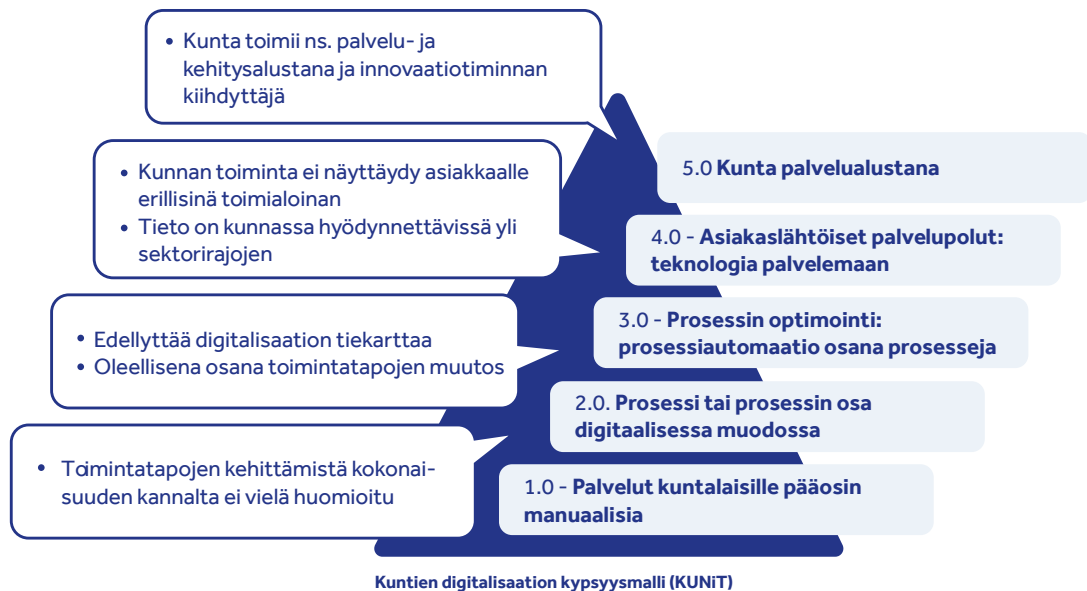 • Kunta toimii ns. palvelu- ja
kehitysalustana ja innovaatiotiminnan
kiihdyttäjä
5.0 Kunta palvelualustana
• Kunnan toiminta ei näyttäydy asiakkaalle
erillisinä toimialoinan
• Tieto on kunnassa hyödynnettävissä yli
sektorirajojen
4.0 - Asiakaslähtöiset palvelupolut:
teknologia palvelemaan
• Edellyttää digitalisaation tiekarttaa
• Oleellisena osana toimintatapojen muutos
3.0 - Prosessin optimointi:
prosessiautomaatio osana prosesseja
2.0. Prosessi tai prosessin osa
digitaalisessa muodossa
• Toimintatapojen kehittämistä kokonai-
suuden kannalta ei vielä huomioitu
1.0 - Palvelut kuntalaisille pääosin
manuaalisia
Kuntien digitalisaation kypsyysmalli (KUNiT)